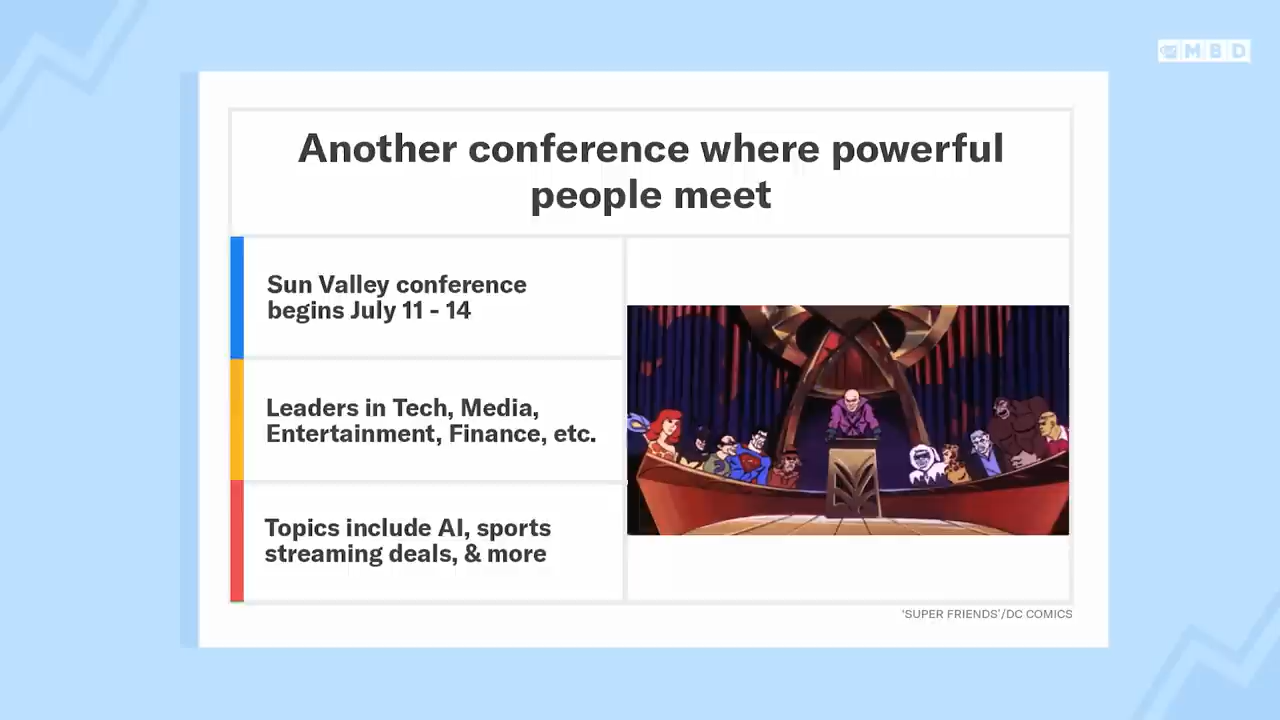 MBD
Another conference where powerful
people meet
Sun Valley conference
begins July 11 - 14
Leaders in Tech, Media,
Entertainment, Finance, etc.
Topics include AI, sports
streaming deals, & more
'SUPER FRIENDS'/DC COMICS